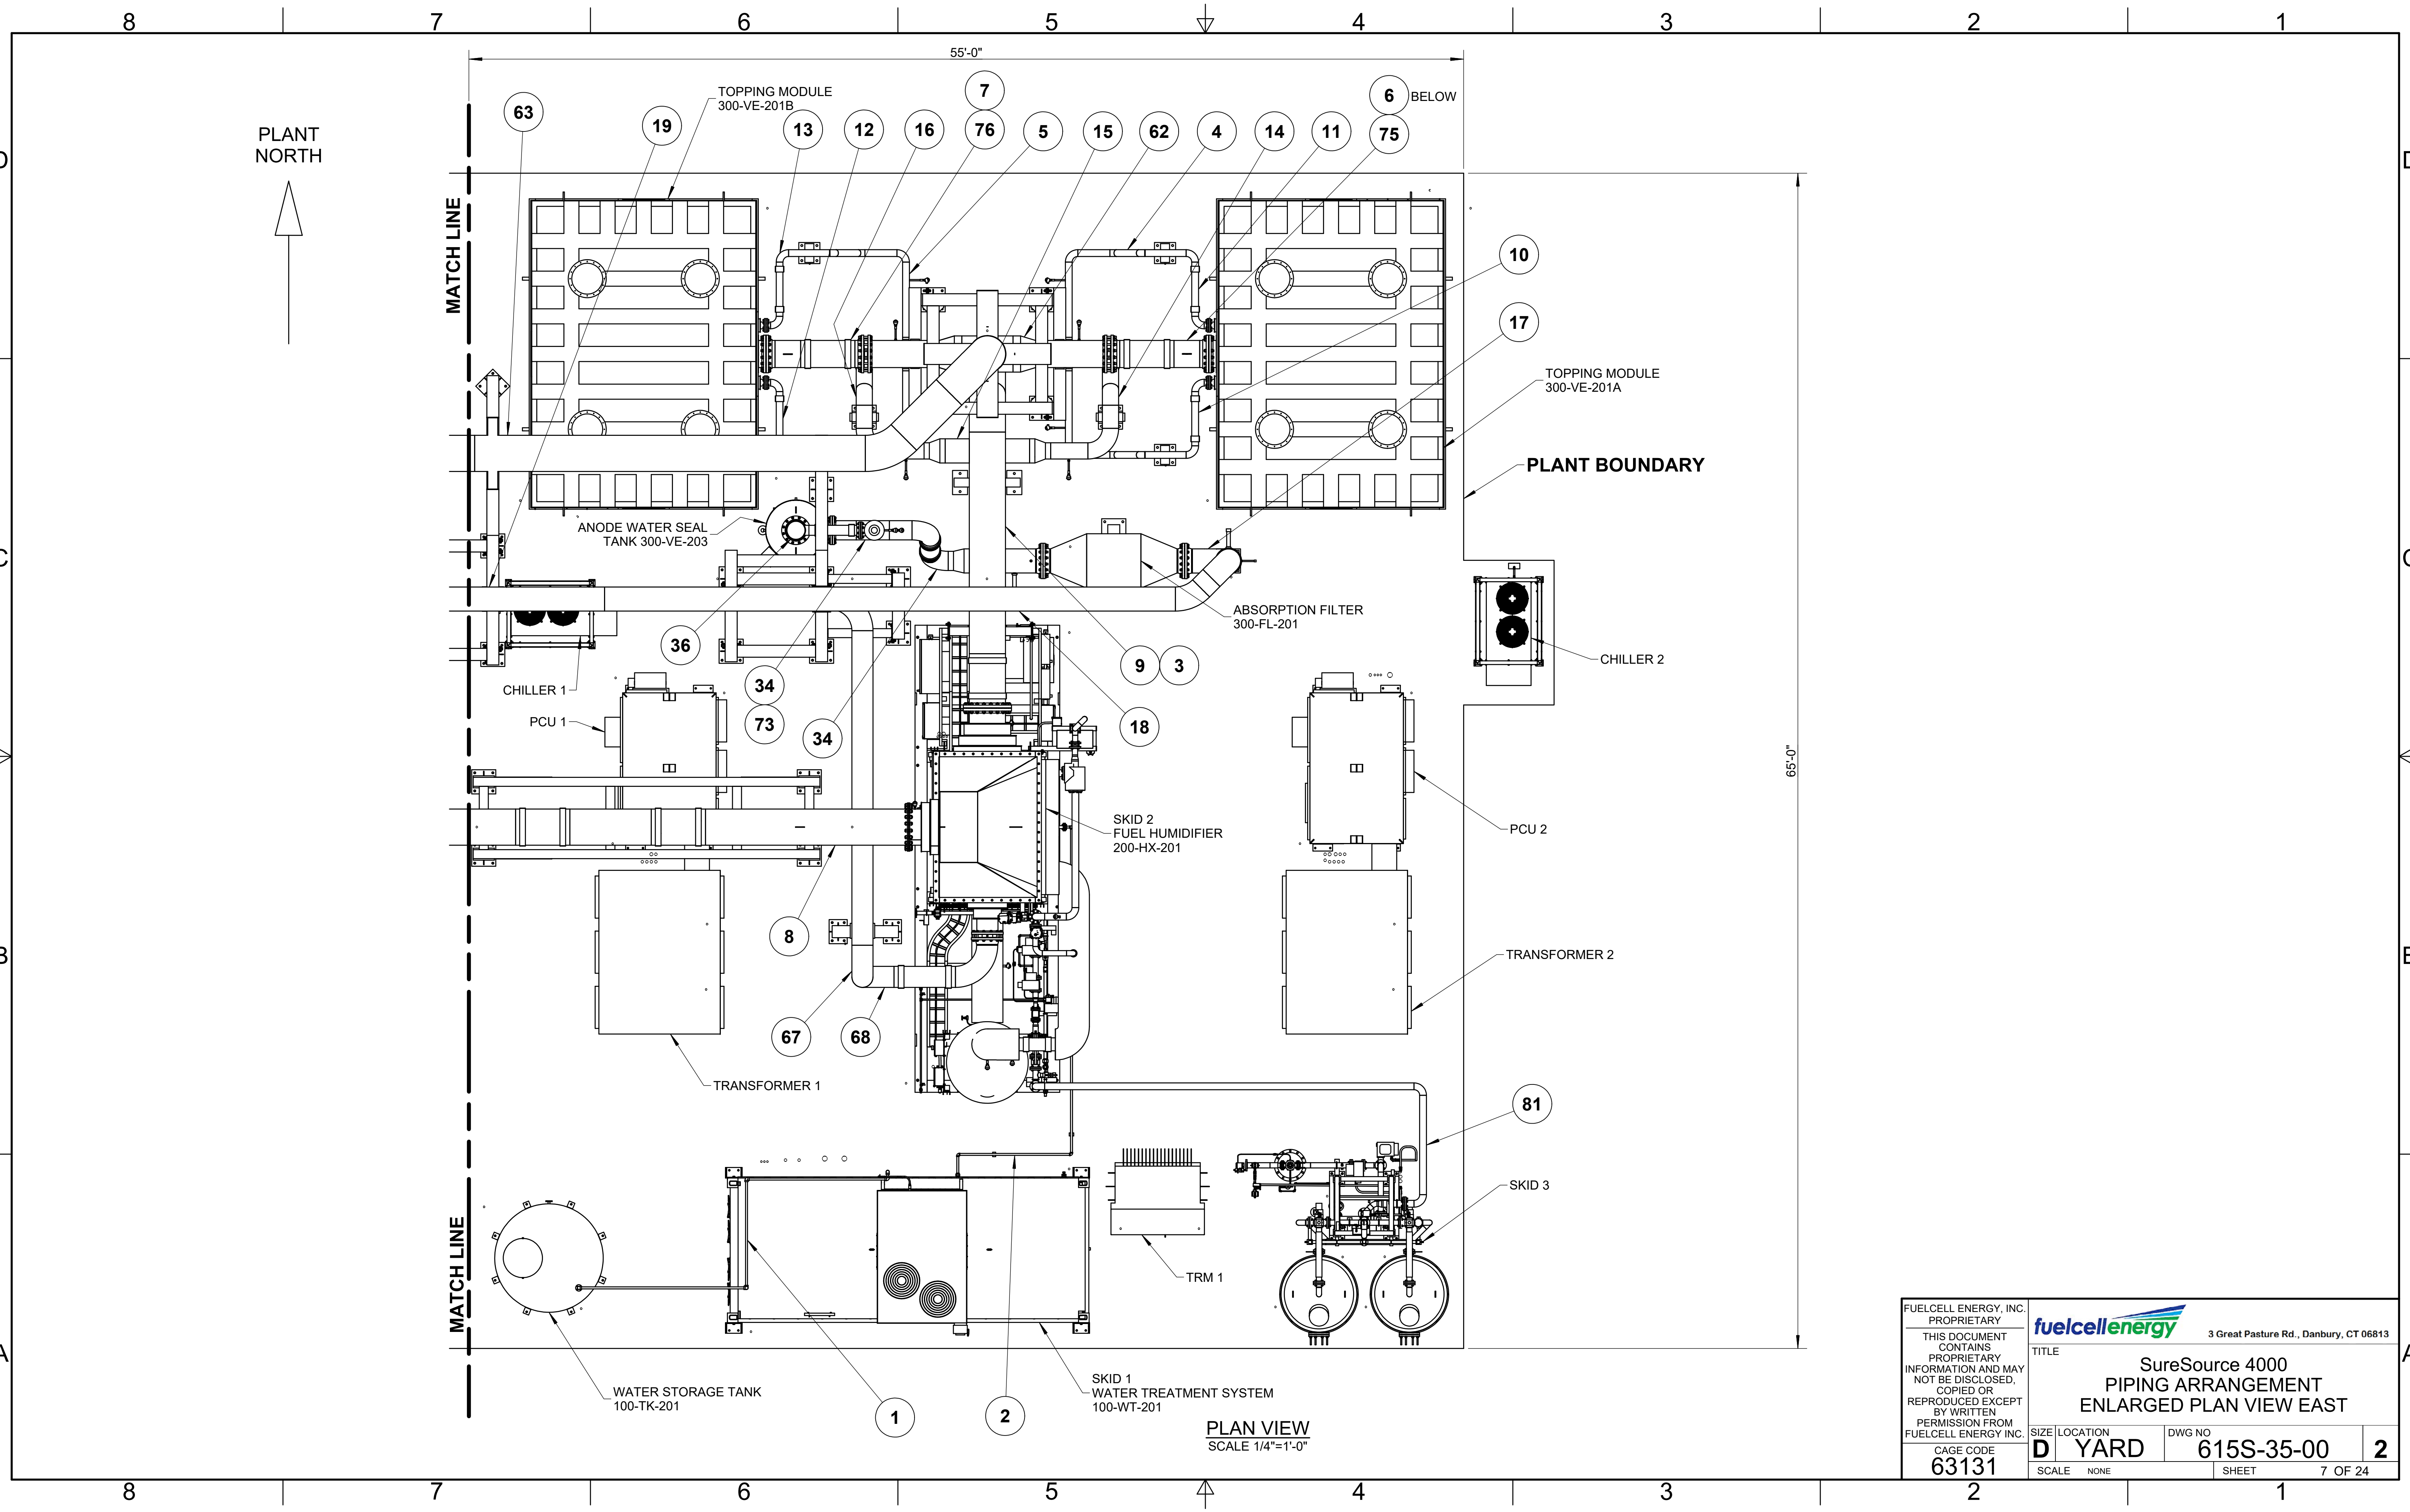 8 7 6 5 4 3 2 1
55'-0"
PLANT
NORTH
63
19
TOPPING MODULE
300-VE-201B
13
12
16
7
76
5
15
62
4
14
11
6 BELOW
75
D
D
MATCH LINE
10
17
TOPPING MODULE
300-VE-201A
PLANT BOUNDARY
ANODE WATER SEAL
TANK 300-VE-203
C
C
ABSORPTION FILTER
300-FL-201
36
9
3
CHILLER 2
CHILLER 1
34
73
PCU 1
34
18
65'-0"
SKID 2
FUEL HUMIDIFIER
200-HX-201
PCU 2
8
B
B
TRANSFORMER 2
67
68
TRANSFORMER 1
81
SKID 3
MATCH LINE
TRM 1
A
A
WATER STORAGE TANK
100-TK-201
1
2
SKID 1
WATER TREATMENT SYSTEM
100-WT-201
PLAN VIEW
SCALE 1/4"=1'-0"
FUELCELL ENERGY, INC.
PROPRIETARY
THIS DOCUMENT
CONTAINS
PROPRIETARY
INFORMATION AND MAY
NOT BE DISCLOSED,
COPIED OR
REPRODUCED EXCEPT
BY WRITTEN
PERMISSION FROM
FUELCELL ENERGY INC.
CAGE CODE
63131
fuelcellenergy
3 Great Pasture Rd., Danbury, CT 06813
TITLE
SureSource 4000
PIPING ARRANGEMENT
ENLARGED PLAN VIEW EAST
SIZE
D
LOCATION
YARD
DWG NO
615S-35-00
2
SCALE NONE
SHEET 7 OF 24
8 7 6 5 4 3 2 1